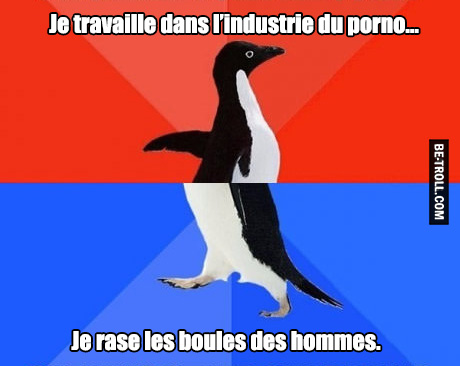 Je travaille dans l'industrie du porno...
BE-TROLL.COM
Je rase les boules des hommes.